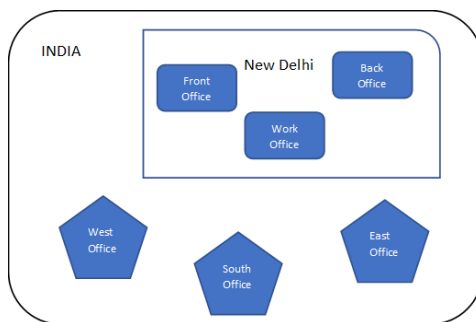 INDIA
New Delhi
Front
Office
Back
Office
Work
Office
West
Office
South
Office
East
Office